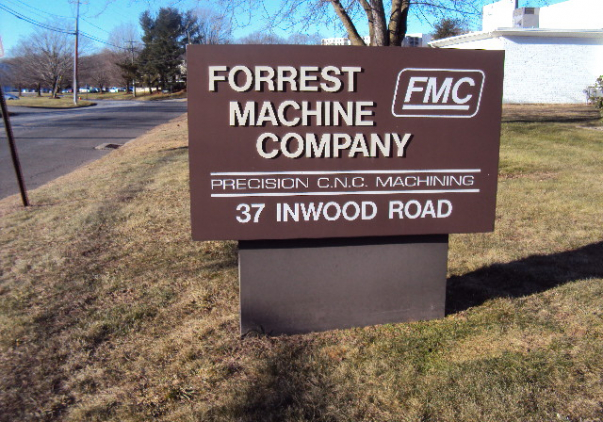 FORREST
MACHINE
COMPANY
FMC
PRECISION C.N.C. MACHINING
37 INWOOD ROAD